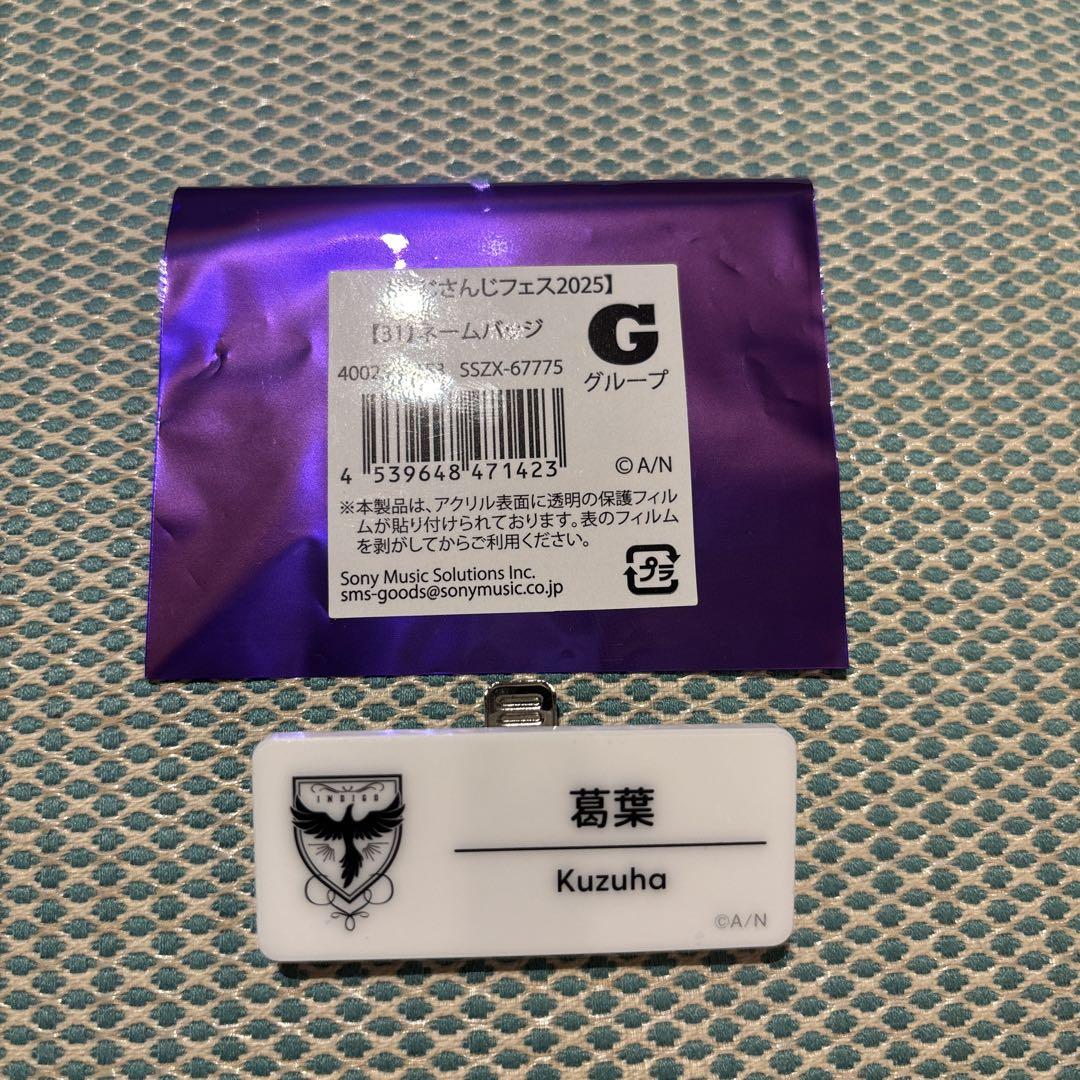 じさんじフェス2025】
【31】ネームバッジ
G
グループ
SSZX-67775
4 539648 471423
© A/N
※本製品は、アクリル表面に透明の保護フィル
ムが貼り付けられております。表のフィルム
を剥がしてからご利用ください。
プラ
Sony Music Solutions Inc.
sms-goods@sonymusic.co.jp
INDIGO
葛葉
Kuzuha
©A/N